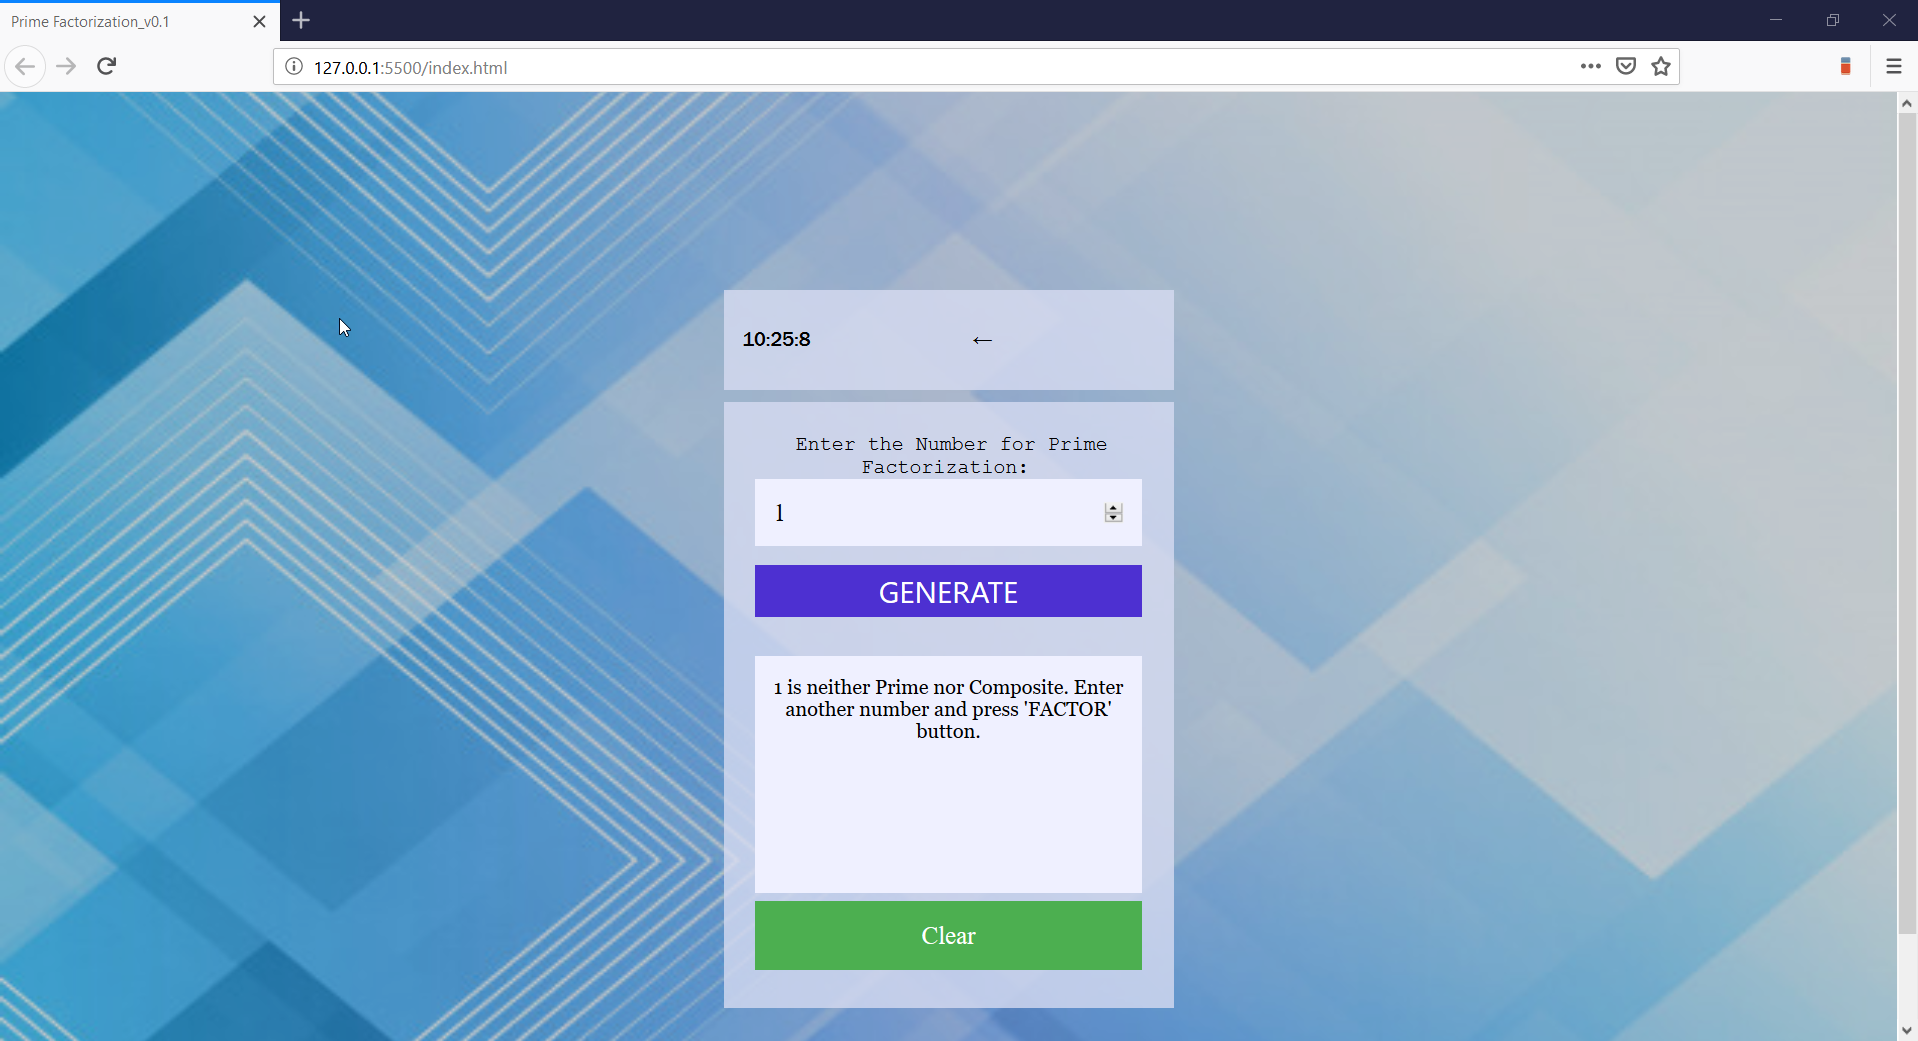 Prime Factorization_v0.1
127.0.0.1:5500/index.html
10:25:8
←
Enter the Number for Prime
Factorization:
1
GENERATE
1 is neither Prime nor Composite. Enter
another number and press 'FACTOR'
button.
Clear